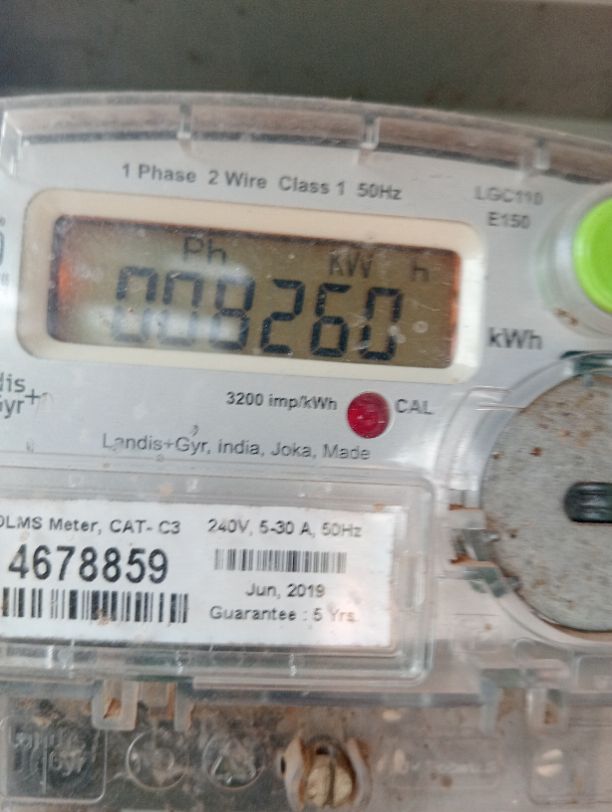 1 Phase 2 Wire Class 1 50Hz
LGC110
E150
Ph KW h
009260
kWh
3200 imp/kWh CAL
Landis+Gyr, india, Joka, Made
DLMS Meter, CAT- C3
240V, 5-30 A, 50Hz
4678859
Jun, 2019
Guarantee : 5 Yrs.